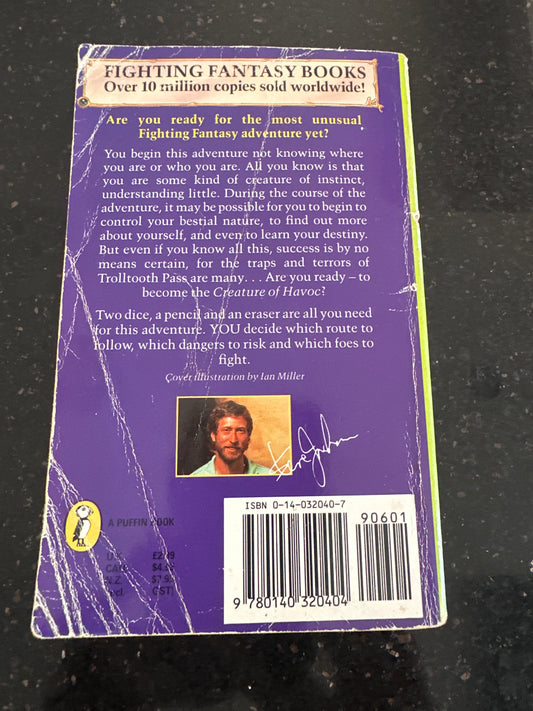 FIGHTING FANTASY BOOKS
Over 10 million copies sold worldwide!
Are you ready for the most unusual
Fighting Fantasy adventure yet?
You begin this adventure not knowing where
you are or who you are. All you know is that
you are some kind of creature of instinct,
understanding little. During the course of the
adventure, it may be possible for you to begin to
control your bestial nature, to find out more
about yourself, and even to learn your destiny.
But even if you know all this, success is by no
means certain, for the traps and terrors of
Trolltooth Pass are many. . . Are you ready – to
become the Creature of Havoc?
Two dice, a pencil and an eraser are all you need
for this adventure. YOU decide which route to
follow, which dangers to risk and which foes to
fight.
Cover illustration by Ian Miller
Steve Jackson
A PUFFIN BOOK
ISBN 0-14-032040-7
90601
9 780140 320404